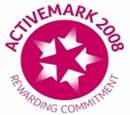 ACTIVEMARK 2008
REWARDING COMMITMENT